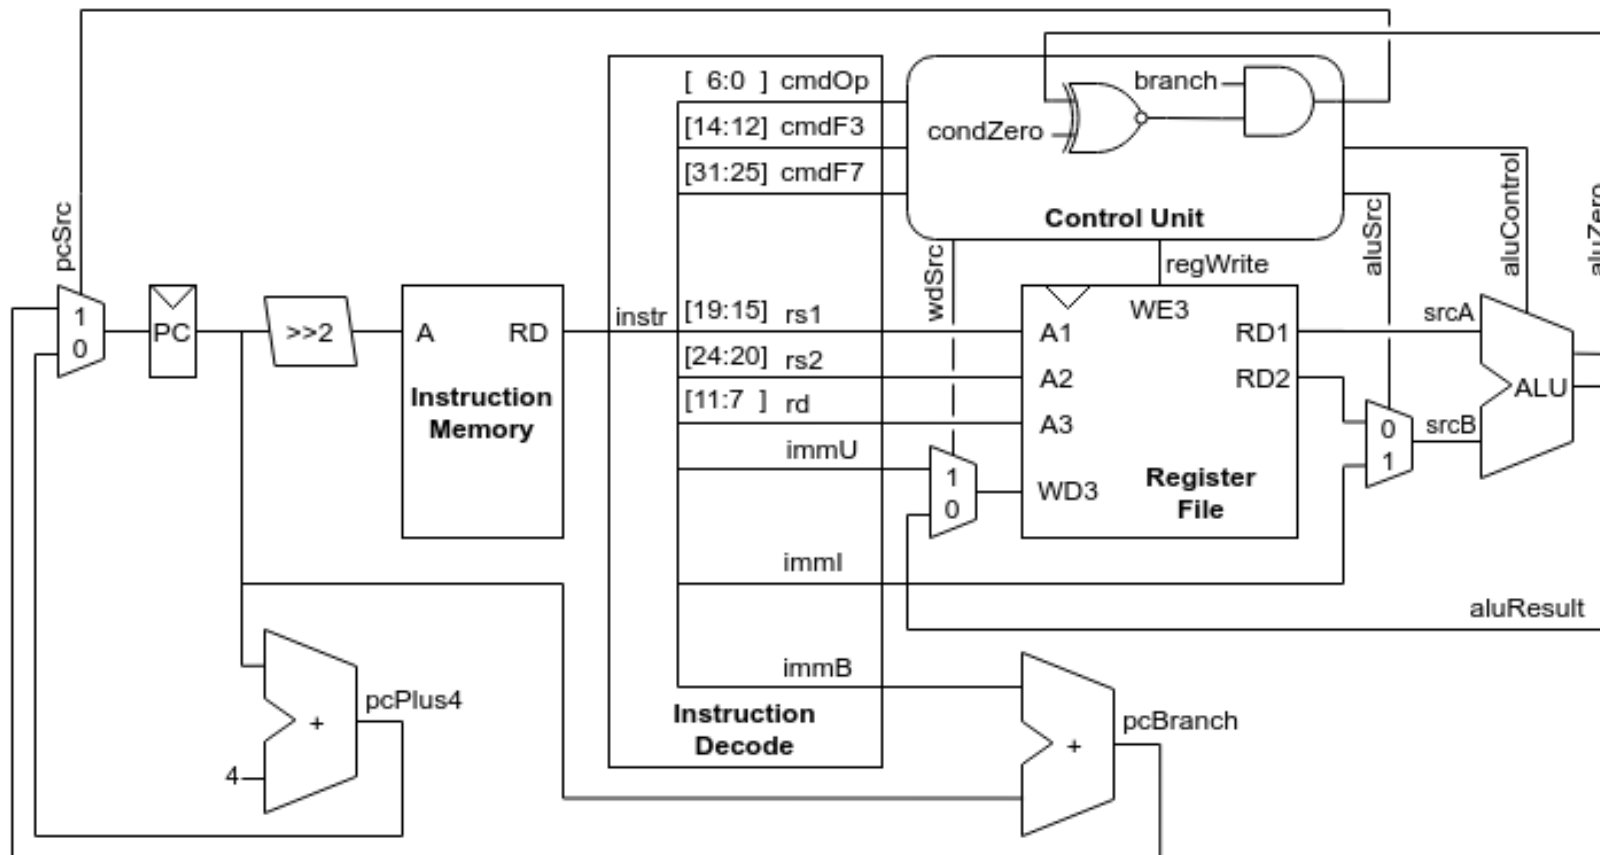 [ 6:0 ] cmdOp
branch
[14:12] cmdF3
condZero
[31:25] cmdF7
Control Unit
pcSrc
wdSrc
regWrite
aluSrc
aluControl
aluZero
1
0
PC
>>2
A RD
Instruction
Memory
instr
[19:15] rs1
[24:20] rs2
[11:7 ] rd
immU
1
0
WE3
A1 RD1
A2 RD2
A3
WD3
Register
File
srcA
srcB
0
1
ALU
immI
aluResult
immB
Instruction
Decode
pcPlus4
+
4
pcBranch
+